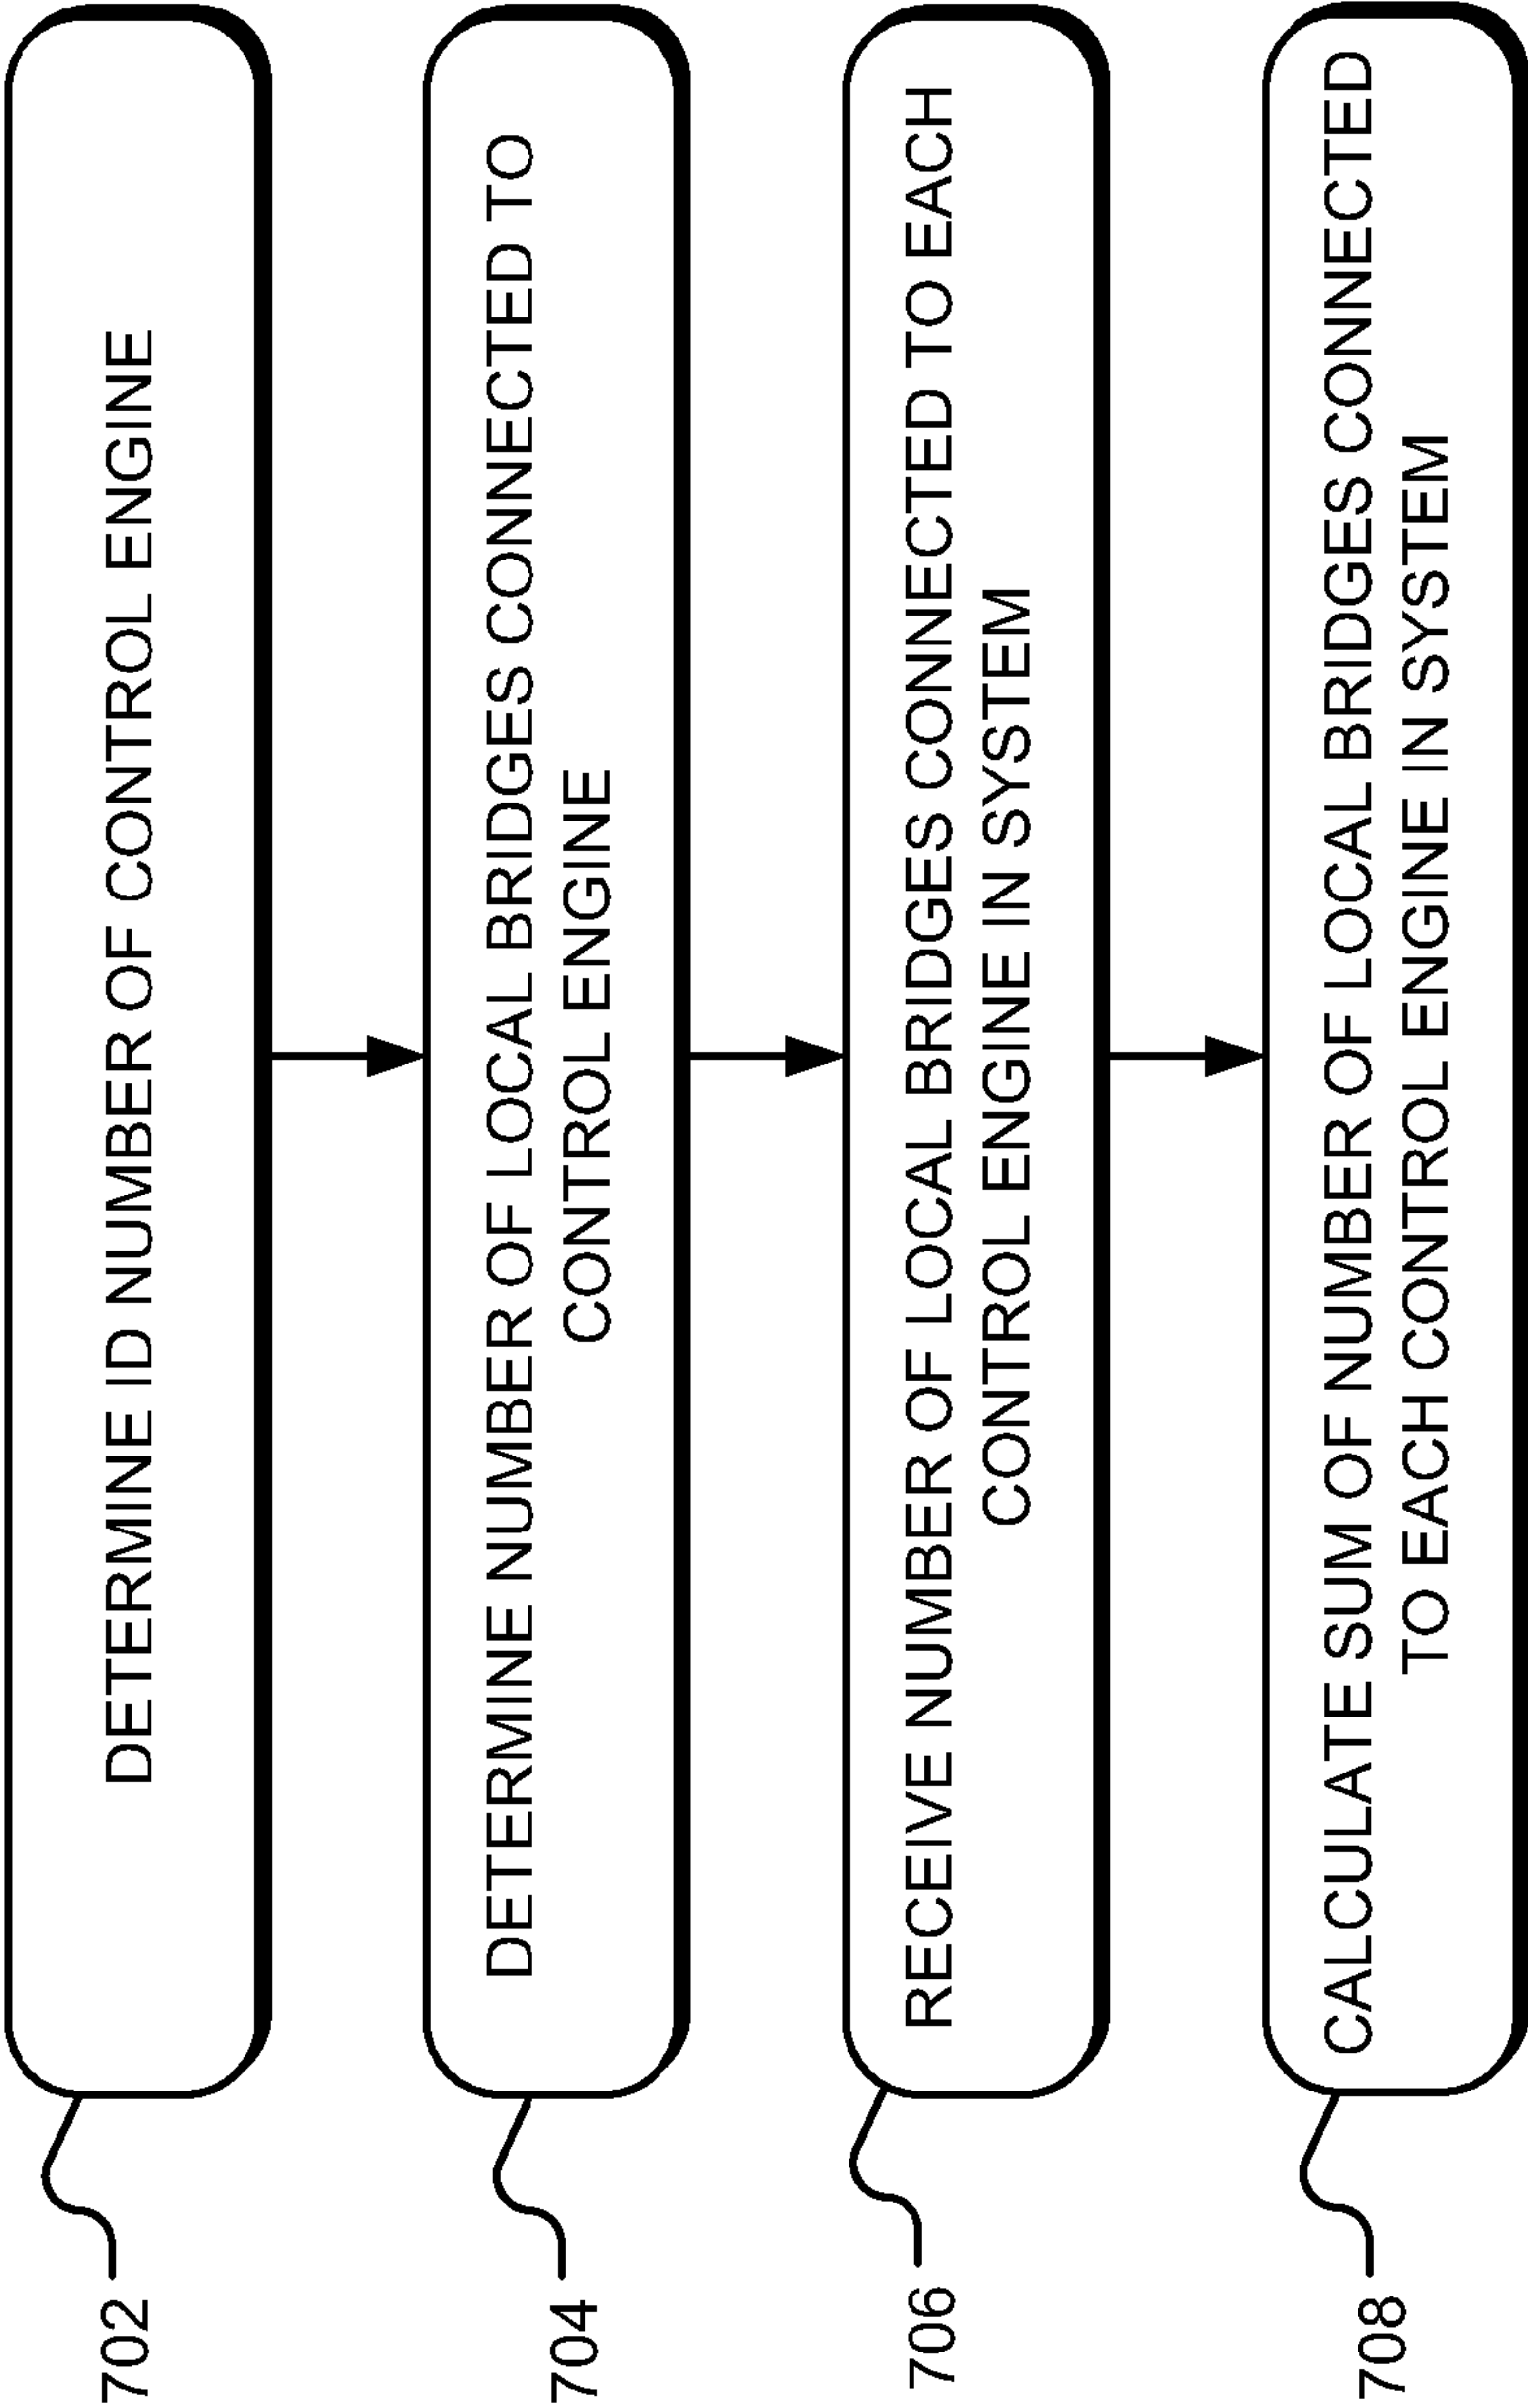 702
DETERMINE ID NUMBER OF CONTROL ENGINE
704
DETERMINE NUMBER OF LOCAL BRIDGES CONNECTED TO
CONTROL ENGINE
706
RECEIVE NUMBER OF LOCAL BRIDGES CONNECTED TO EACH
CONTROL ENGINE IN SYSTEM
708
CALCULATE SUM OF NUMBER OF LOCAL BRIDGES CONNECTED
TO EACH CONTROL ENGINE IN SYSTEM